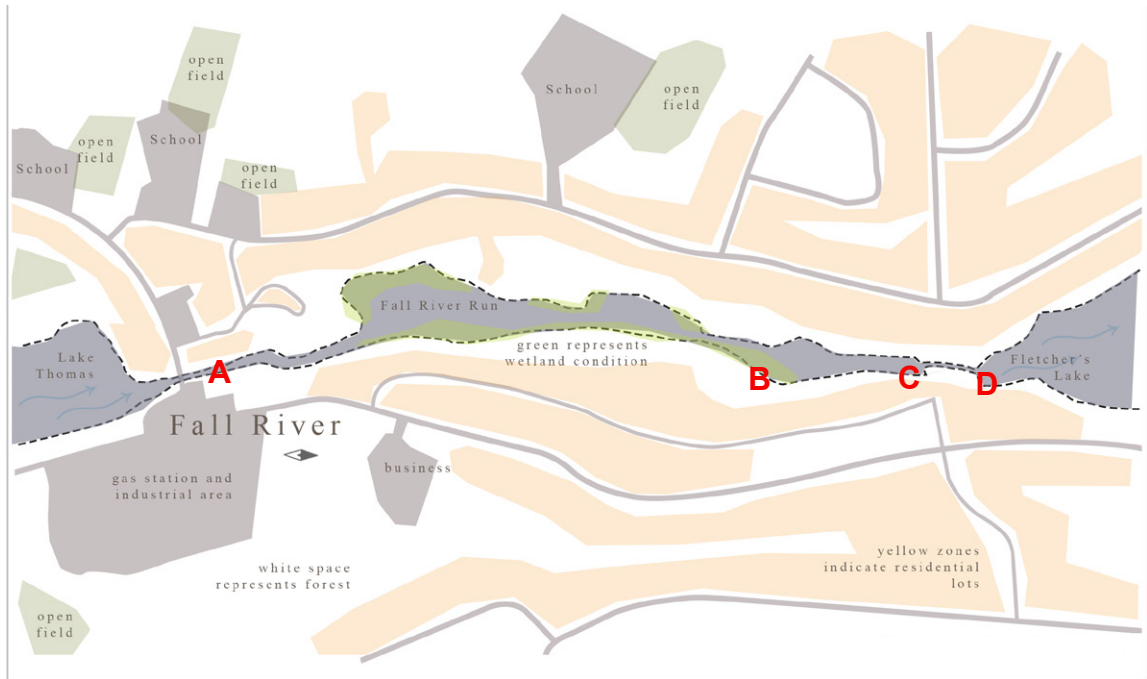 open
field
School
open
field
School
open
field
School
open
field
open
field
Fall River Run
green represents
wetland condition
Lake
Thomas
A
B
C
D
Fletcher's
Lake
Fall River
gas station and
industrial area
business
white space
represents forest
yellow zones
indicate residential
lots
open
field